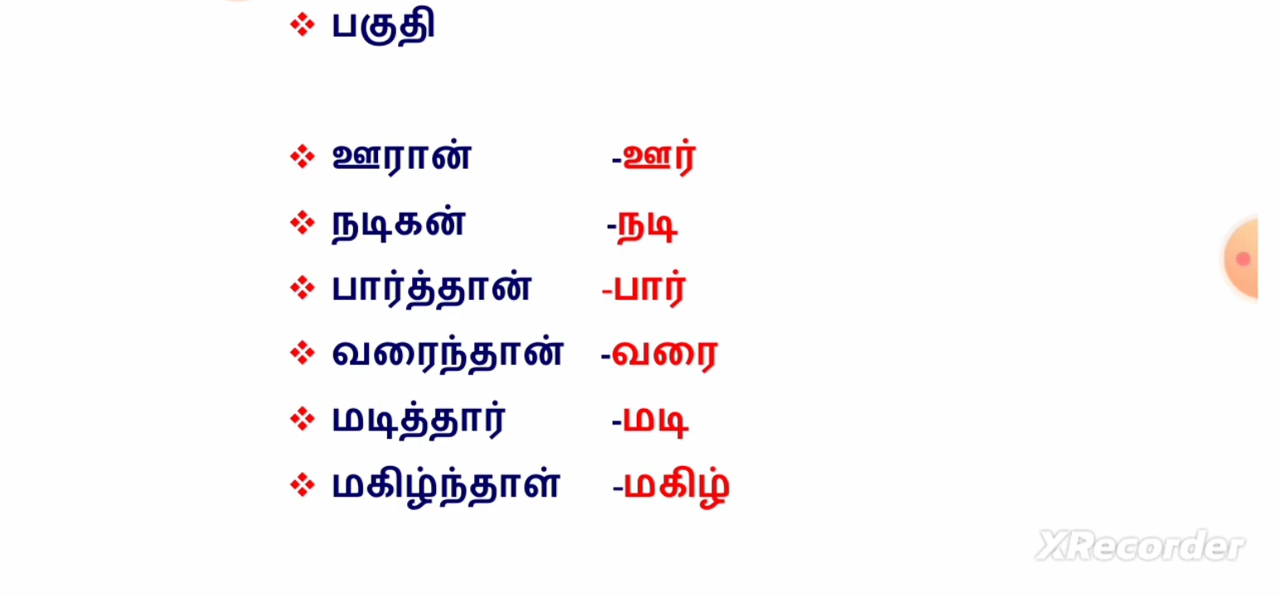 ❖ பகுதி
❖ ஊரான் -ஊர்
❖ நடிகன் -நடி
❖ பார்த்தான் -பார்
❖ வரைந்தான் -வரை
❖ மடித்தார் -மடி
❖ மகிழ்ந்தாள் -மகிழ்
XRecorder